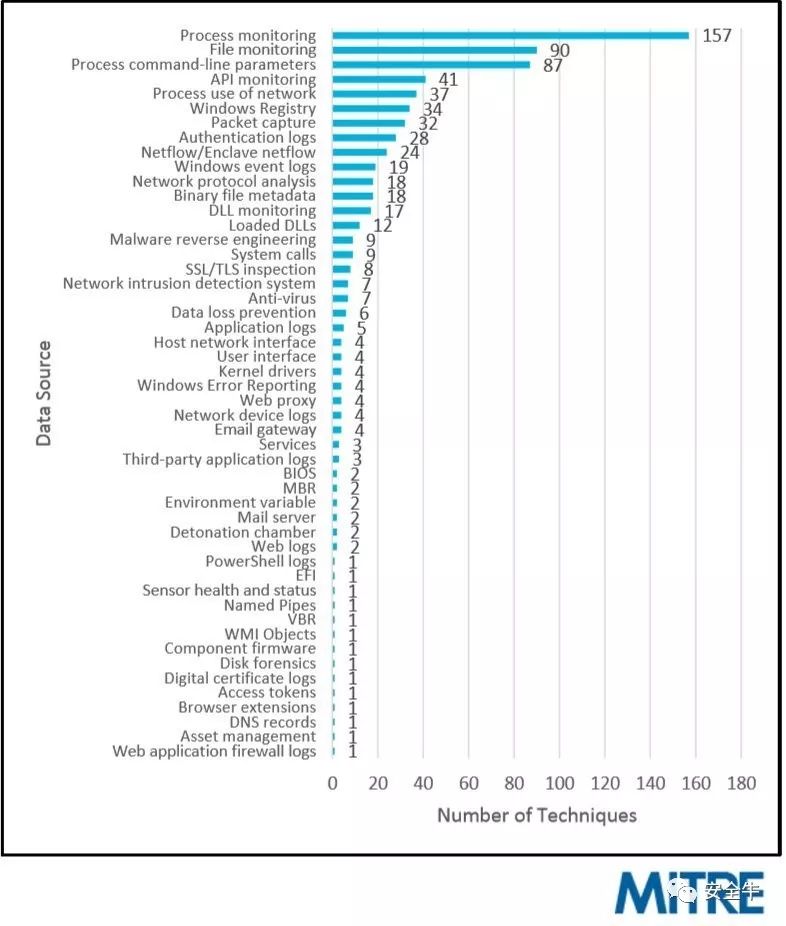 Process monitoring 157
File monitoring 90
Process command-line parameters 87
API monitoring 41
Process use of network 37
Windows Registry 34
Packet capture 32
Authentication logs 28
Netflow/Enclave netflow 24
Windows event logs 19
Network protocol analysis 18
Binary file metadata 18
DLL monitoring 17
Loaded DLLs 12
Malware reverse engineering 9
System calls 9
SSL/TLS inspection 8
Network intrusion detection system 7
Anti-virus 7
Data loss prevention 6
Application logs 5
Host network interface 4
User interface 4
Kernel drivers 4
Windows Error Reporting 4
Web proxy 4
Network device logs 4
Email gateway 4
Services 3
Third-party application logs 3
BIOS 2
MBR 2
Environment variable 2
Mail server 2
Detonation chamber 2
Web logs 2
PowerShell logs 1
EFI 1
Sensor health and status 1
Named Pipes 1
VBR 1
WMI Objects 1
Component firmware 1
Disk forensics 1
Digital certificate logs 1
Access tokens 1
Browser extensions 1
DNS records 1
Asset management 1
Web application firewall logs 1
Data Source
0 20 40 60 80 100 120 140 160 180
Number of Techniques
MITRE
安全牛